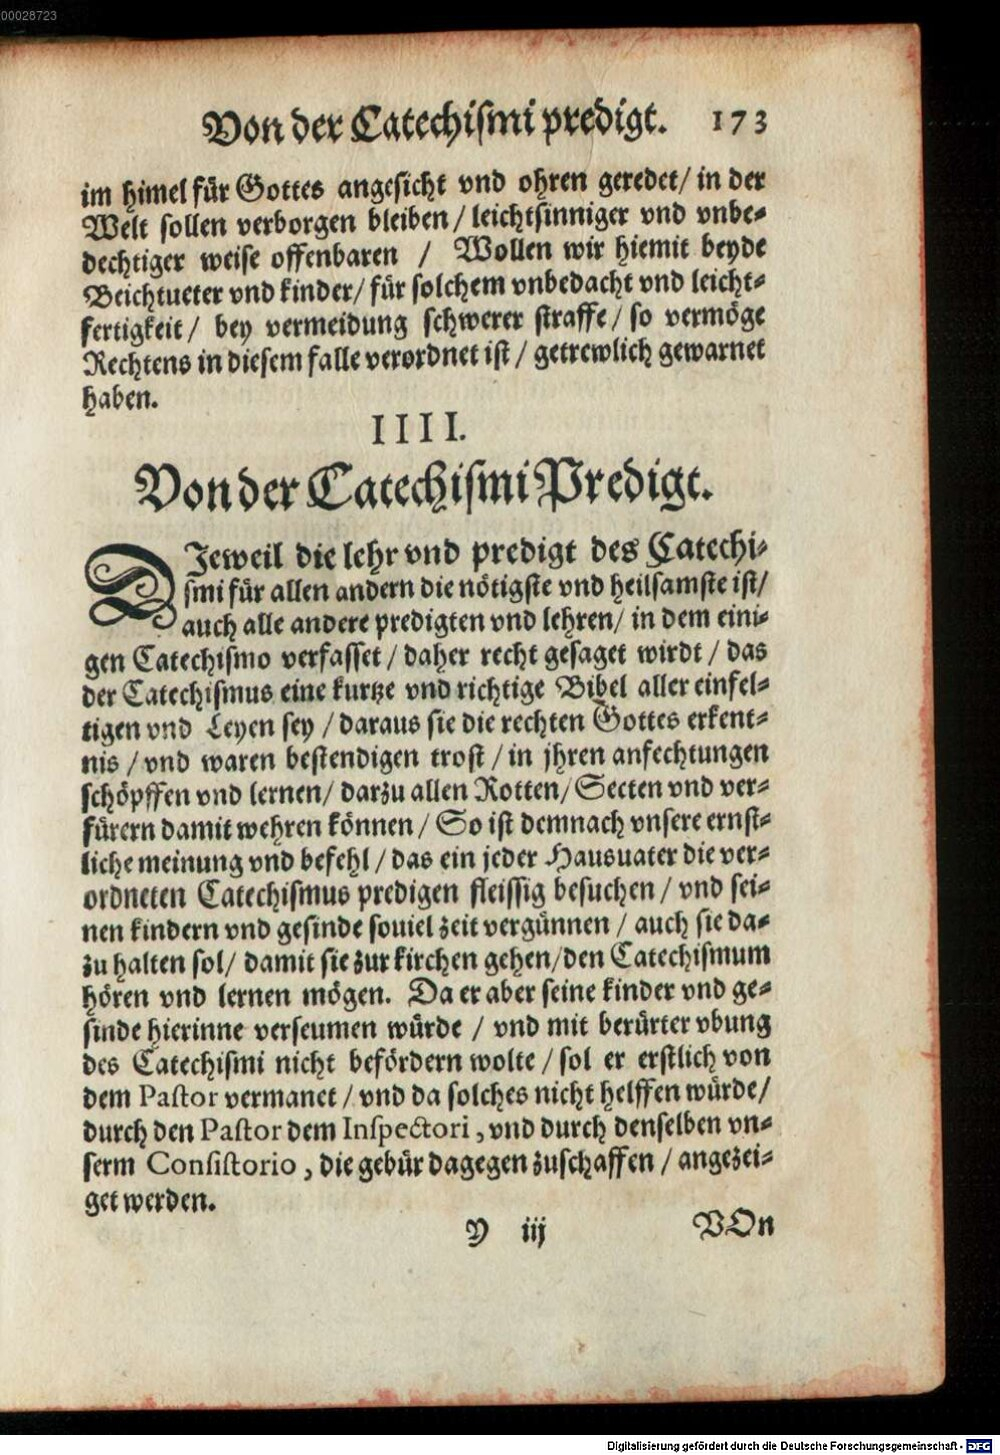 00028723
Von der Catechismi predigt. 173
im himel für Gottes angesicht vnd ohren geredet/ in der
Welt sollen verborgen bleiben / leichtsinniger vnd vnbe-
dechtiger weise offenbaren / Wollen wir hiemit beyde
Beichtueter vnd kinder/ für solchem vnbedacht vnd leicht-
fertigkeit/ bey vermeidung schwerer straffe/ so vermöge
Rechtens in diesem falle verordnet ist / getrewlich gewarnet
haben.
IIII.
Von der Catechismi Predigt.
DJeweil die lehr vnd predigt des Catechi-
smi für allen andern die nötigste vnd heilsamste ist/
auch alle andere predigten vnd lehren/ in dem eini-
gen Catechismo verfasset / daher recht gesaget wirdt / das
der Catechismus eine kurtze vnd richtige Bibel aller einfel-
tigen vnd Leyen sey / daraus sie die rechten Gottes erkent-
nis / vnd waren bestendigen trost / in jhren anfechtungen
schöpffen vnd lernen/ darzu allen Rotten/ Secten vnd ver-
fürern damit wehren können / So ist demnach vnsere ernst-
liche meinung vnd befehl / das ein jeder Hausuater die ver-
ordneten Catechismus predigen fleissig besuchen / vnd sei-
nen kindern vnd gesinde souiel zeit vergünnen / auch sie da-
zu halten sol/ damit sie zur kirchen gehen/ den Catechismum
hören vnd lernen mögen. Da er aber seine kinder vnd ge-
sinde hierinne verseumen würde / vnd mit berürter vbung
des Catechismi nicht befördern wolte / sol er erstlich von
dem Pastor vermanet / vnd da solches nicht helffen würde/
durch den Pastor dem Inspectori, vnd durch denselben vn-
serm Consistorio, die gebür dagegen zuschaffen / angezei-
get werden.
Y iij VOn
Digitalisierung gefördert durch die Deutsche Forschungsgemeinschaft - DFG